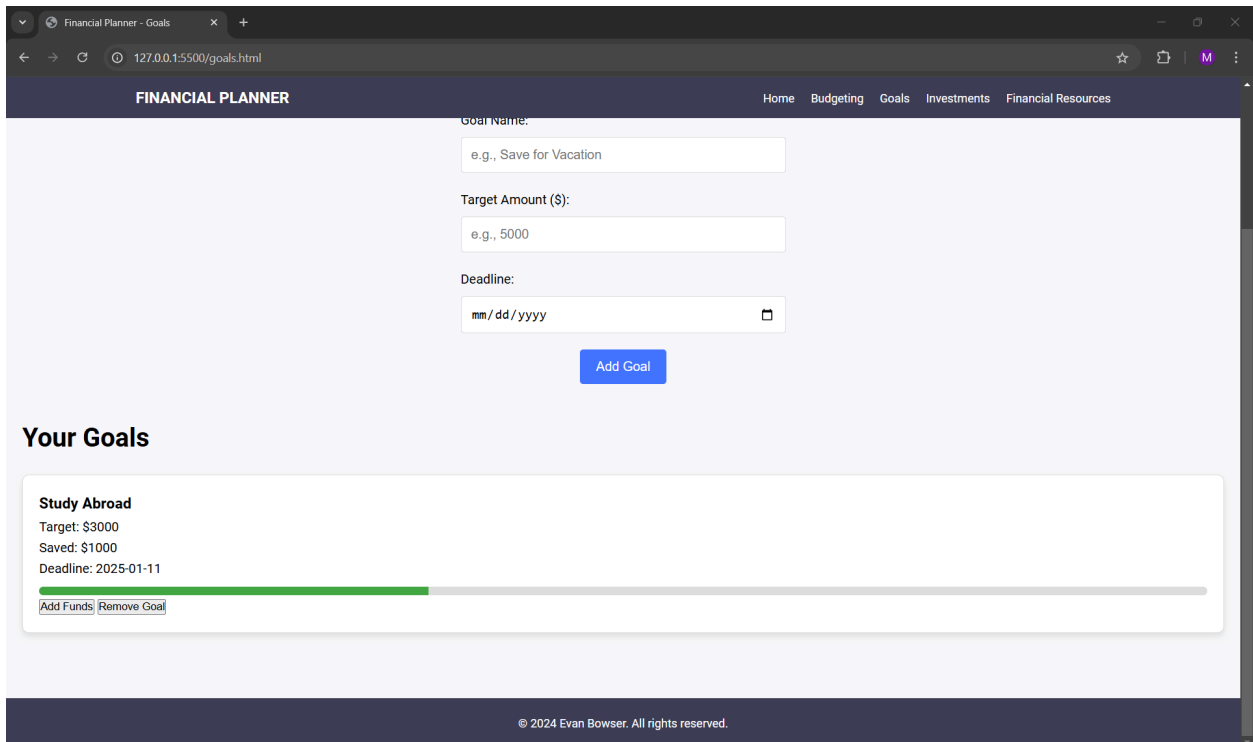 Financial Planner - Goals
127.0.0.1:5500/goals.html
M
FINANCIAL PLANNER
Home Budgeting Goals Investments Financial Resources
Goal Name:
e.g., Save for Vacation
Target Amount ($):
e.g., 5000
Deadline:
mm/dd/yyyy
Add Goal
Your Goals
Study Abroad
Target: $3000
Saved: $1000
Deadline: 2025-01-11
Add Funds Remove Goal
© 2024 Evan Bowser. All rights reserved.